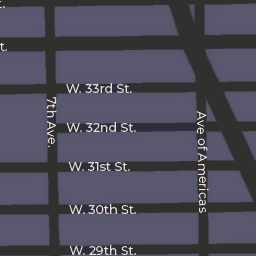 t.
t.
W. 33rd St.
7th Ave.
Ave of Americas
W. 32nd St.
W. 31st St.
W. 30th St.
W. 29th St.